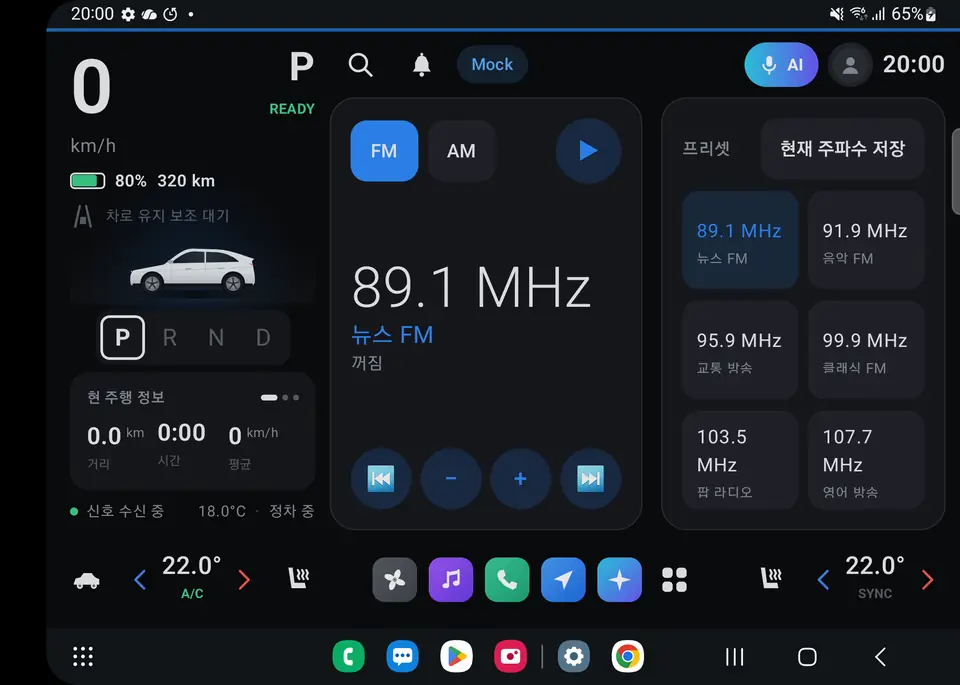 20:00
65%
0
P
READY
km/h
80% 320 km
차로 유지 보조 대기
P R N D
현 주행 정보
0.0 km 0:00 0 km/h
거리 시간 평균
신호 수신 중 18.0°C · 정차 중
Mock
AI
20:00
FM AM
89.1 MHz
뉴스 FM
꺼짐
− +
프리셋 현재 주파수 저장
89.1 MHz
뉴스 FM
91.9 MHz
음악 FM
95.9 MHz
교통 방송
99.9 MHz
클래식 FM
103.5
MHz
팝 라디오
107.7
MHz
영어 방송
22.0°
A/C
22.0°
SYNC